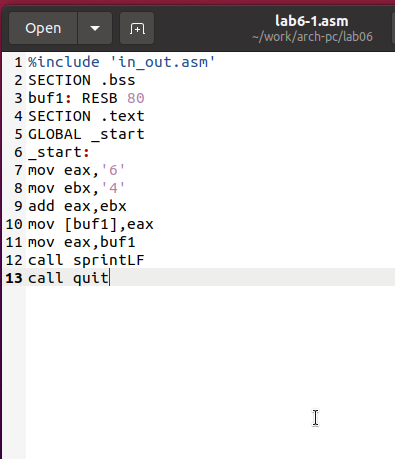 Open
lab6-1.asm
~/work/arch-pc/lab06
1 %include 'in_out.asm'
2 SECTION .bss
3 buf1: RESB 80
4 SECTION .text
5 GLOBAL _start
6 _start:
7 mov eax,'6'
8 mov ebx,'4'
9 add eax,ebx
10 mov [buf1],eax
11 mov eax,buf1
12 call sprintLF
13 call quit